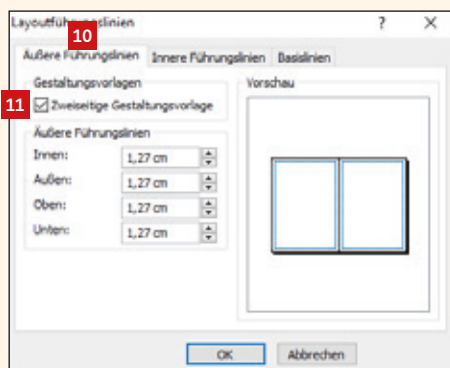 Layoutführungslinien ? ×
10
Äußere Führungslinien Innere Führungslinien Basislinien
Gestaltungsvorlagen Vorschau
11 Zweiseitige Gestaltungsvorlage
Äußere Führungslinien
Innen: 1,27 cm
Außen: 1,27 cm
Oben: 1,27 cm
Unten: 1,27 cm
OK Abbrechen